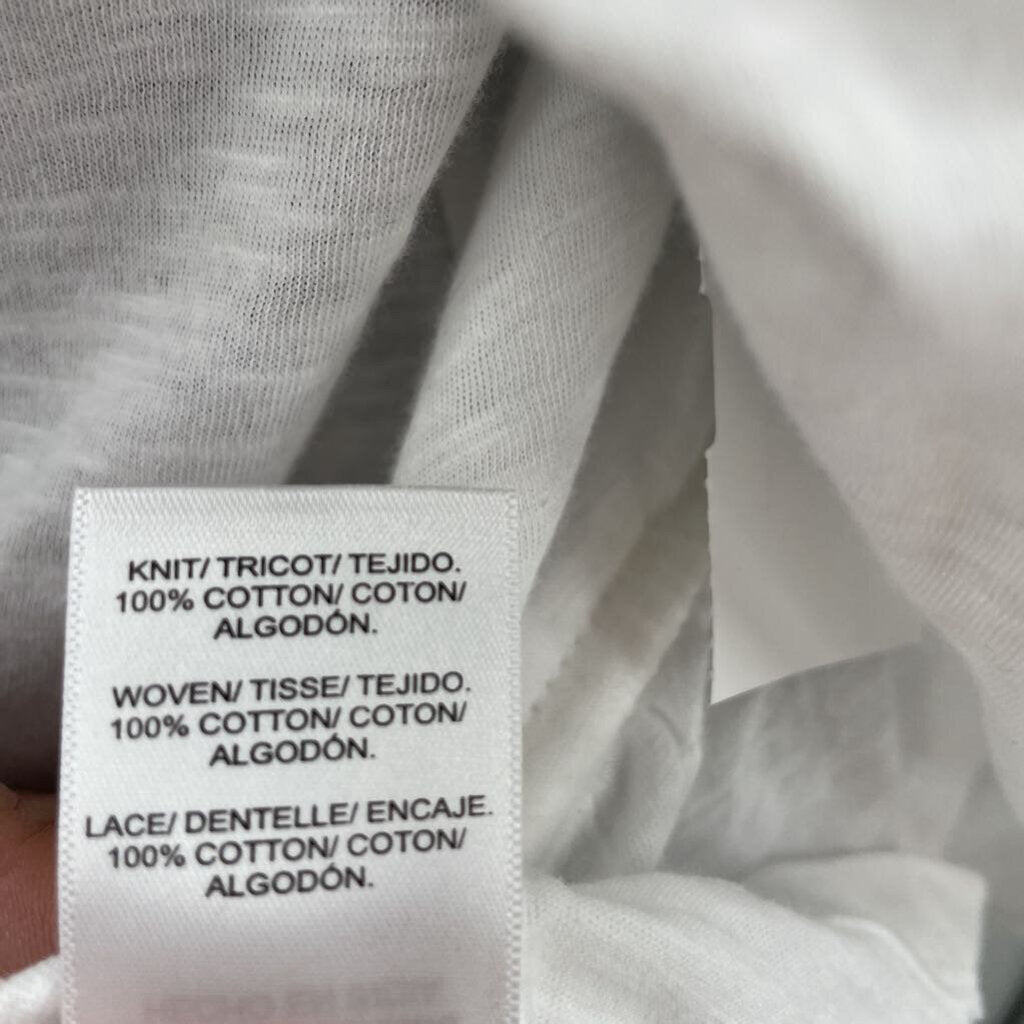 KNIT/ TRICOT/ TEJIDO.
100% COTTON/ COTON/
ALGODÓN.
WOVEN/ TISSE/ TEJIDO.
100% COTTON/ COTON/
ALGODÓN.
LACE/ DENTELLE/ ENCAJE.
100% COTTON/ COTON/
ALGODÓN.